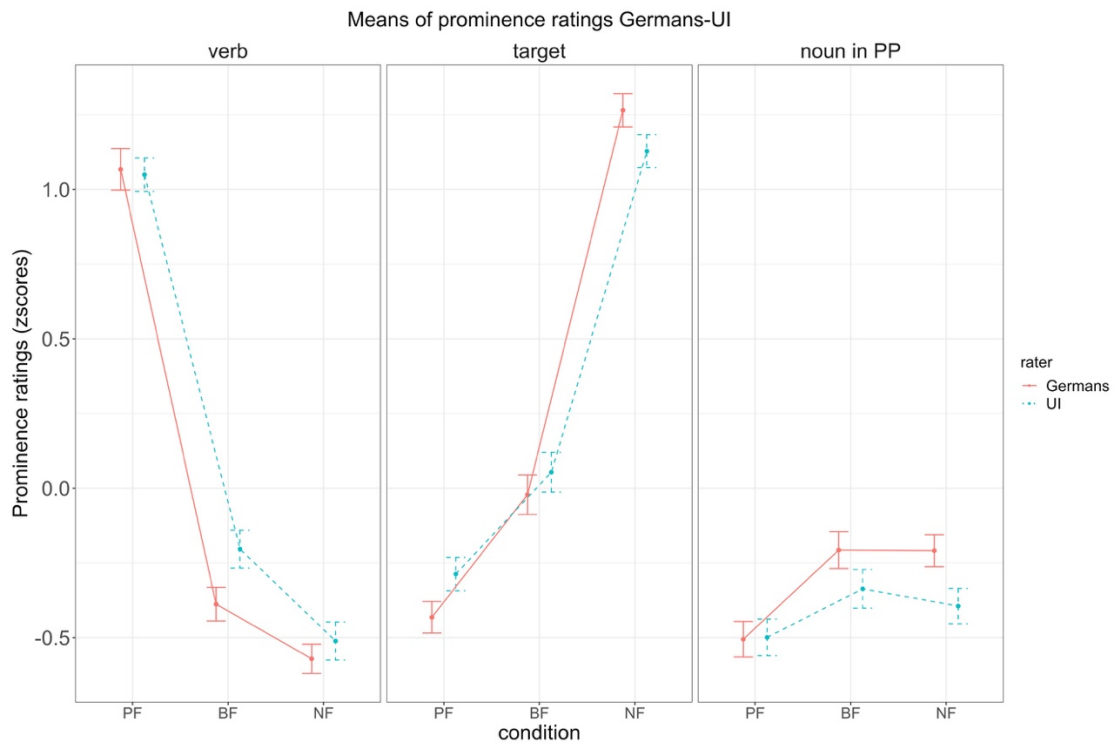 Means of prominence ratings Germans-UI
verb
target
noun in PP
Prominence ratings (zscores)
1.0
0.5
0.0
-0.5
PF
BF
NF
PF
BF
NF
PF
BF
NF
condition
rater
Germans
UI